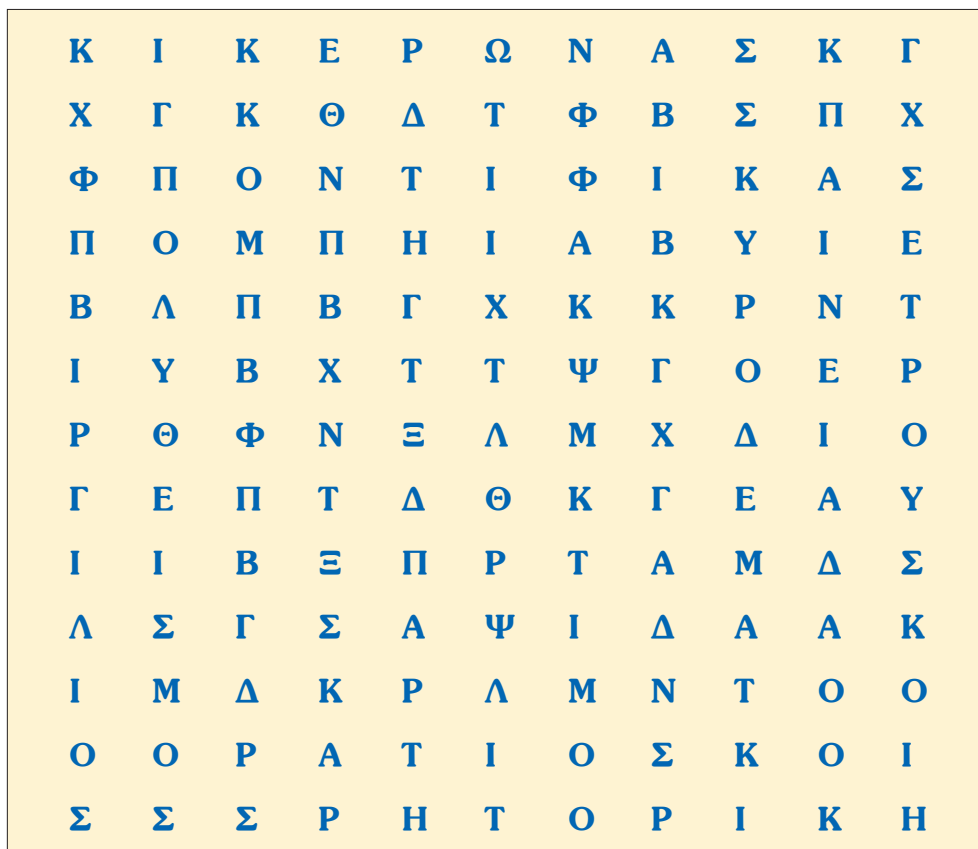 Κ Ι Κ Ε Ρ Ω Ν Α Σ Κ Γ
Χ Γ Κ Θ Δ Τ Φ Β Σ Π Χ
Φ Π Ο Ν Τ Ι Φ Ι Κ Α Σ
Π Ο Μ Π Η Ι Α Β Υ Ι Ε
Β Λ Π Β Γ Χ Κ Κ Ρ Ν Τ
Ι Υ Β Χ Τ Τ Ψ Γ Ο Ε Ρ
Ρ Θ Φ Ν Ξ Λ Μ Χ Δ Ι Ο
Γ Ε Π Τ Δ Θ Κ Γ Ε Α Υ
Ι Ι Β Ξ Π Ρ Τ Α Μ Δ Σ
Λ Σ Γ Σ Α Ψ Ι Δ Α Α Κ
Ι Μ Δ Κ Ρ Λ Μ Ν Τ Ο Ο
Ο Ο Ρ Α Τ Ι Ο Σ Κ Ο Ι
Σ Σ Σ Ρ Η Τ Ο Ρ Ι Κ Η